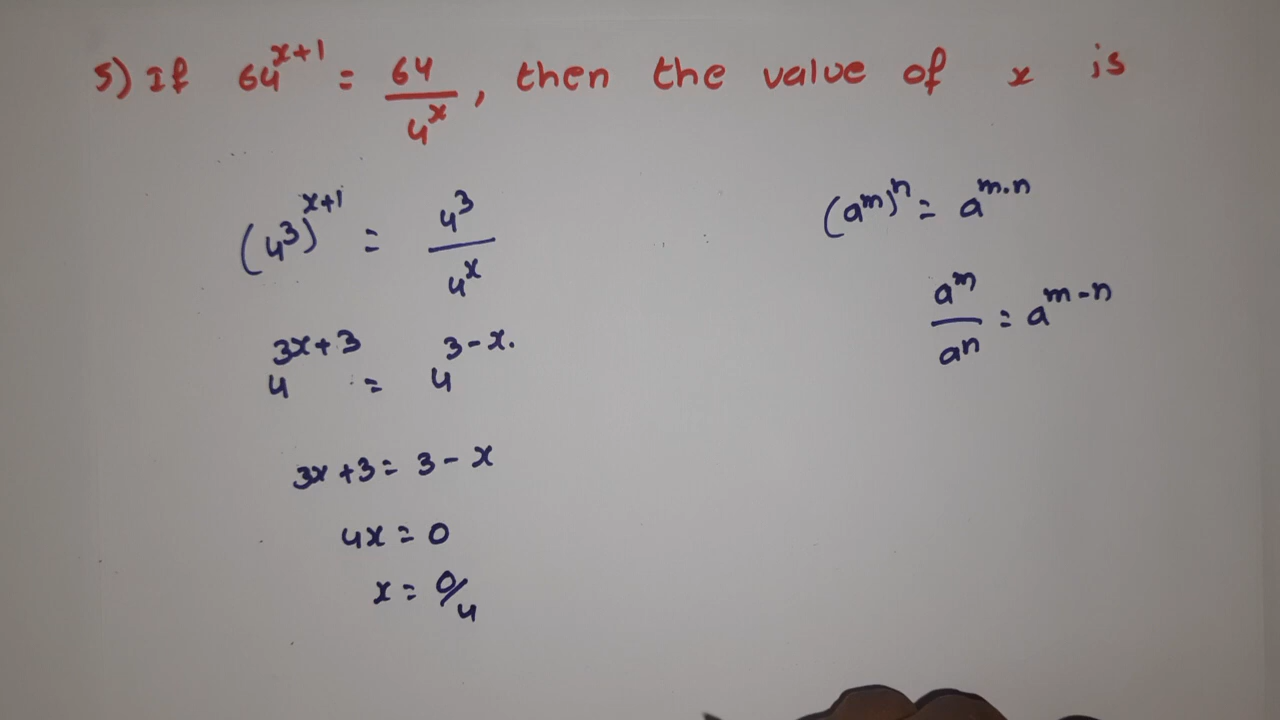 5) If 64^(x+1) = 64/4^x, then the value of x is
(4^3)^(x+1) = 4^3/4^x
(a^m)^n = a^(m.n)
a^m/a^n = a^(m-n)
4^(3x+3) = 4^(3-x).
3x+3 = 3-x
4x = 0
x = 0/4